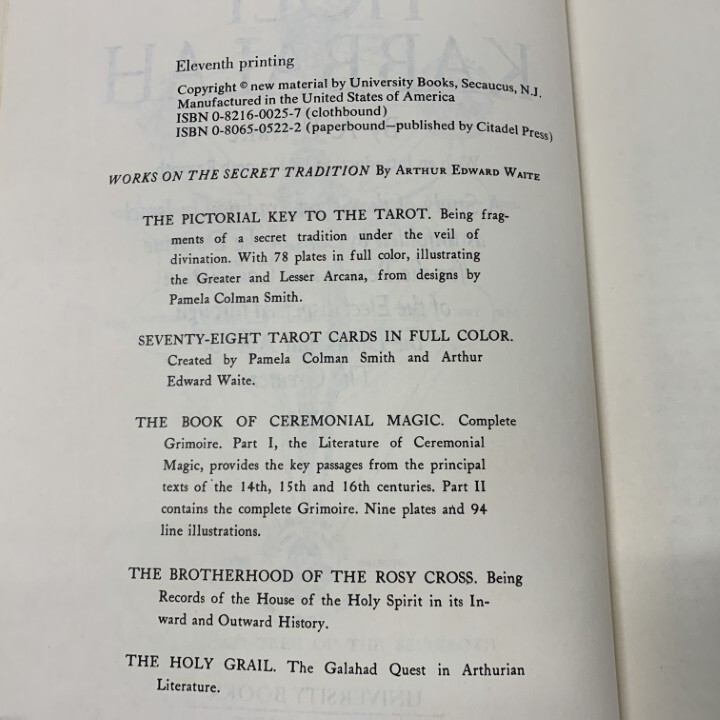 Eleventh printing
Copyright © new material by University Books, Secaucus, N.J.
Manufactured in the United States of America
ISBN 0-8216-0025-7 (clothbound)
ISBN 0-8065-0522-2 (paperbound—published by Citadel Press)
WORKS ON THE SECRET TRADITION By ARTHUR EDWARD WAITE
THE PICTORIAL KEY TO THE TAROT. Being frag-
ments of a secret tradition under the veil of
divination. With 78 plates in full color, illustrating
the Greater and Lesser Arcana, from designs by
Pamela Colman Smith.
SEVENTY-EIGHT TAROT CARDS IN FULL COLOR.
Created by Pamela Colman Smith and Arthur
Edward Waite.
THE BOOK OF CEREMONIAL MAGIC. Complete
Grimoire. Part I, the Literature of Ceremonial
Magic, provides the key passages from the principal
texts of the 14th, 15th and 16th centuries. Part II
contains the complete Grimoire. Nine plates and 94
line illustrations.
THE BROTHERHOOD OF THE ROSY CROSS. Being
Records of the House of the Holy Spirit in its In-
ward and Outward History.
THE HOLY GRAIL. The Galahad Quest in Arthurian
Literature.